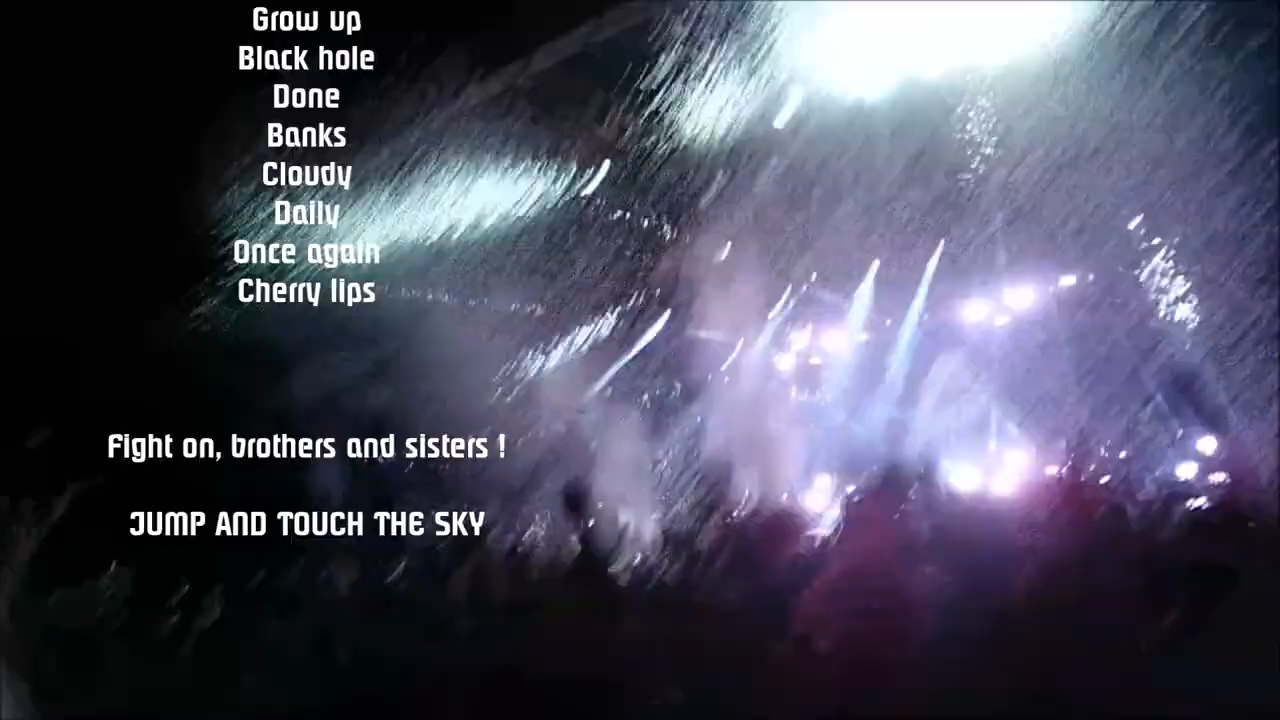 Grow up
Black hole
Done
Banks
Cloudy
Daily
Once again
Cherry lips
Fight on, brothers and sisters !
JUMP AND TOUCH THE SKY